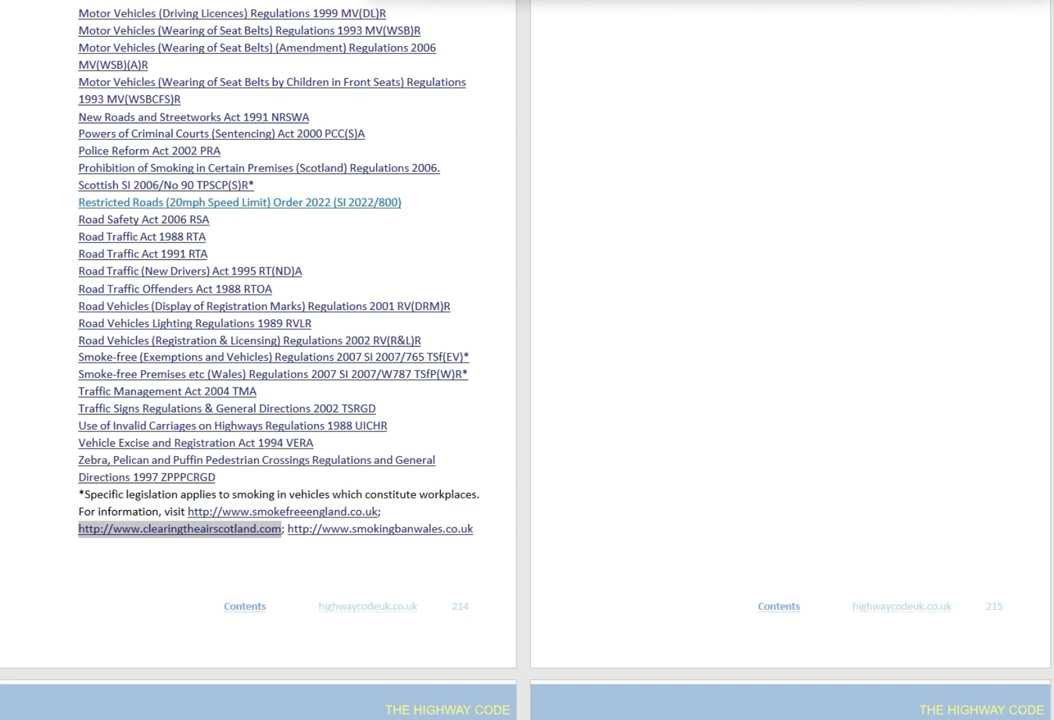 Motor Vehicles (Driving Licences) Regulations 1999 MV(DL)R
Motor Vehicles (Wearing of Seat Belts) Regulations 1993 MV(WSB)R
Motor Vehicles (Wearing of Seat Belts) (Amendment) Regulations 2006
MV(WSB)(A)R
Motor Vehicles (Wearing of Seat Belts by Children in Front Seats) Regulations
1993 MV(WSBCFS)R
New Roads and Streetworks Act 1991 NRSWA
Powers of Criminal Courts (Sentencing) Act 2000 PCC(S)A
Police Reform Act 2002 PRA
Prohibition of Smoking in Certain Premises (Scotland) Regulations 2006.
Scottish SI 2006/No 90 TPSCP(S)R*
Restricted Roads (20mph Speed Limit) Order 2022 (SI 2022/800)
Road Safety Act 2006 RSA
Road Traffic Act 1988 RTA
Road Traffic Act 1991 RTA
Road Traffic (New Drivers) Act 1995 RT(ND)A
Road Traffic Offenders Act 1988 RTOA
Road Vehicles (Display of Registration Marks) Regulations 2001 RV(DRM)R
Road Vehicles Lighting Regulations 1989 RVLR
Road Vehicles (Registration & Licensing) Regulations 2002 RV(R&L)R
Smoke-free (Exemptions and Vehicles) Regulations 2007 SI 2007/765 TSf(EV)*
Smoke-free Premises etc (Wales) Regulations 2007 SI 2007/W787 TSfP(W)R*
Traffic Management Act 2004 TMA
Traffic Signs Regulations & General Directions 2002 TSRGD
Use of Invalid Carriages on Highways Regulations 1988 UICHR
Vehicle Excise and Registration Act 1994 VERA
Zebra, Pelican and Puffin Pedestrian Crossings Regulations and General
Directions 1997 ZPPPCRGD
*Specific legislation applies to smoking in vehicles which constitute workplaces.
For information, visit http://www.smokefreeengland.co.uk;
http://www.clearingtheairscotland.com; http://www.smokingbanwales.co.uk
Contents highwaycodeuk.co.uk 214
Contents highwaycodeuk.co.uk 215
THE HIGHWAY CODE
THE HIGHWAY CODE